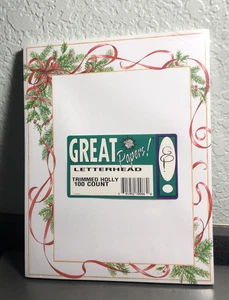 GREAT Papers!
LETTERHEAD
TRIMMED HOLLY
100 COUNT